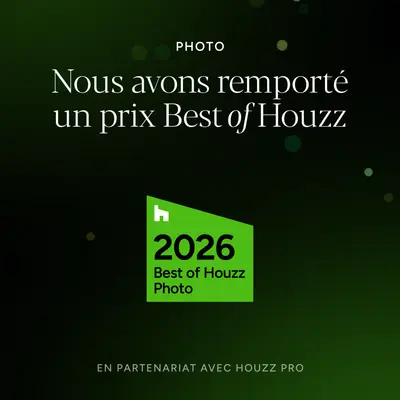 PHOTO
Nous avons remporté
un prix Best of Houzz
2026
Best of Houzz
Photo
EN PARTENARIAT AVEC HOUZZ PRO